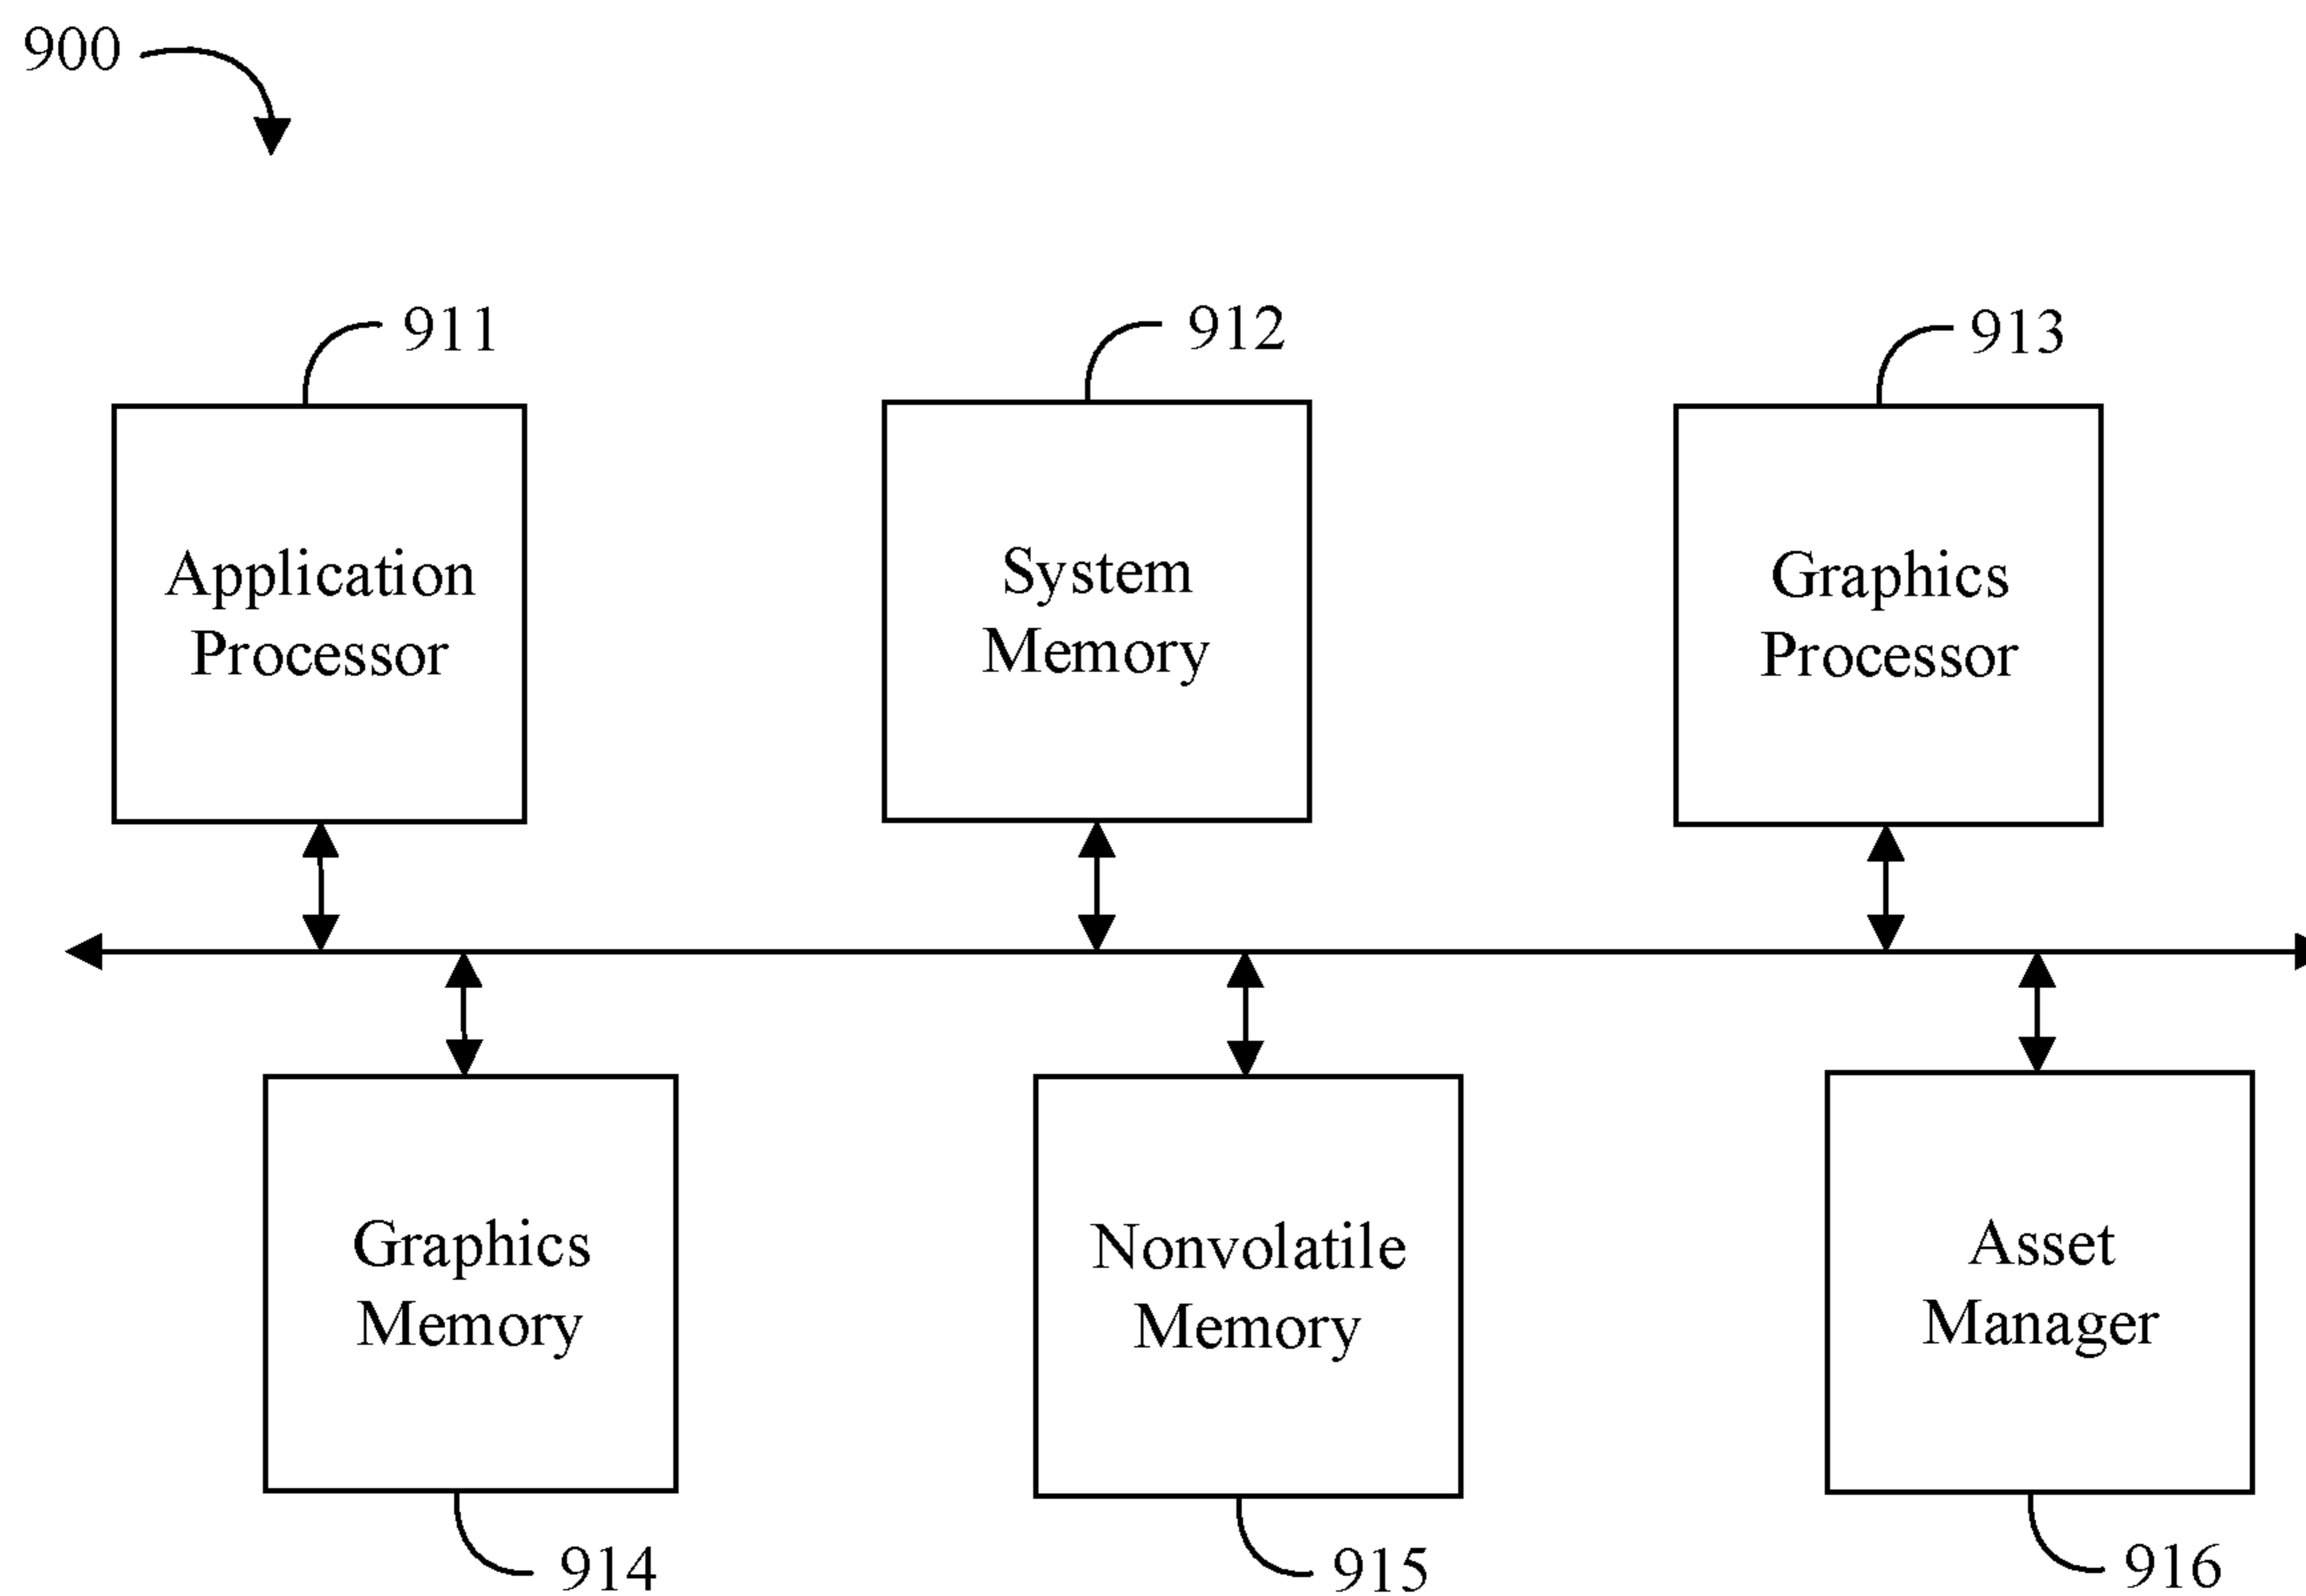 900
911
912
913
Application
Processor
System
Memory
Graphics
Processor
Graphics
Memory
Nonvolatile
Memory
Asset
Manager
914
915
916